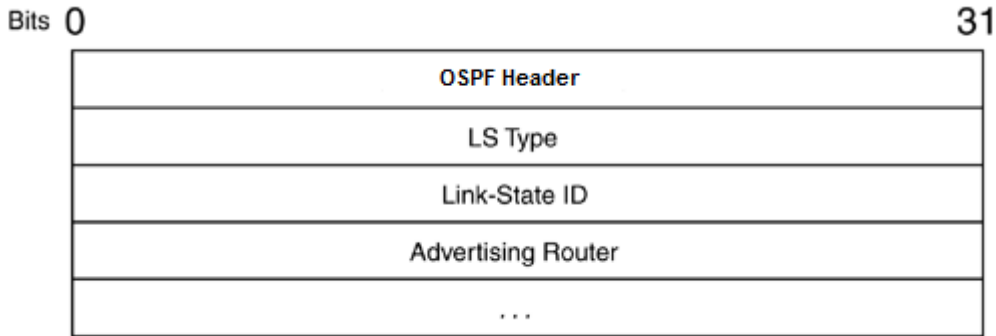 Bits 0 31
OSPF Header
LS Type
Link-State ID
Advertising Router
...